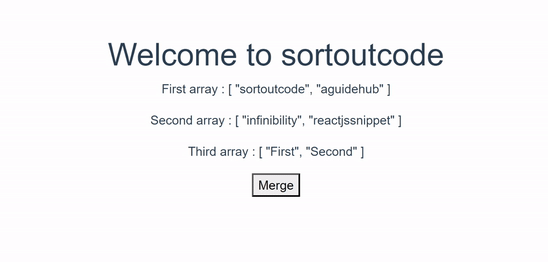 Welcome to sortoutcode
First array : [ "sortoutcode", "aguidehub" ]
Second array : [ "infinibility", "reactjssnippet" ]
Third array : [ "First", "Second" ]
Merge